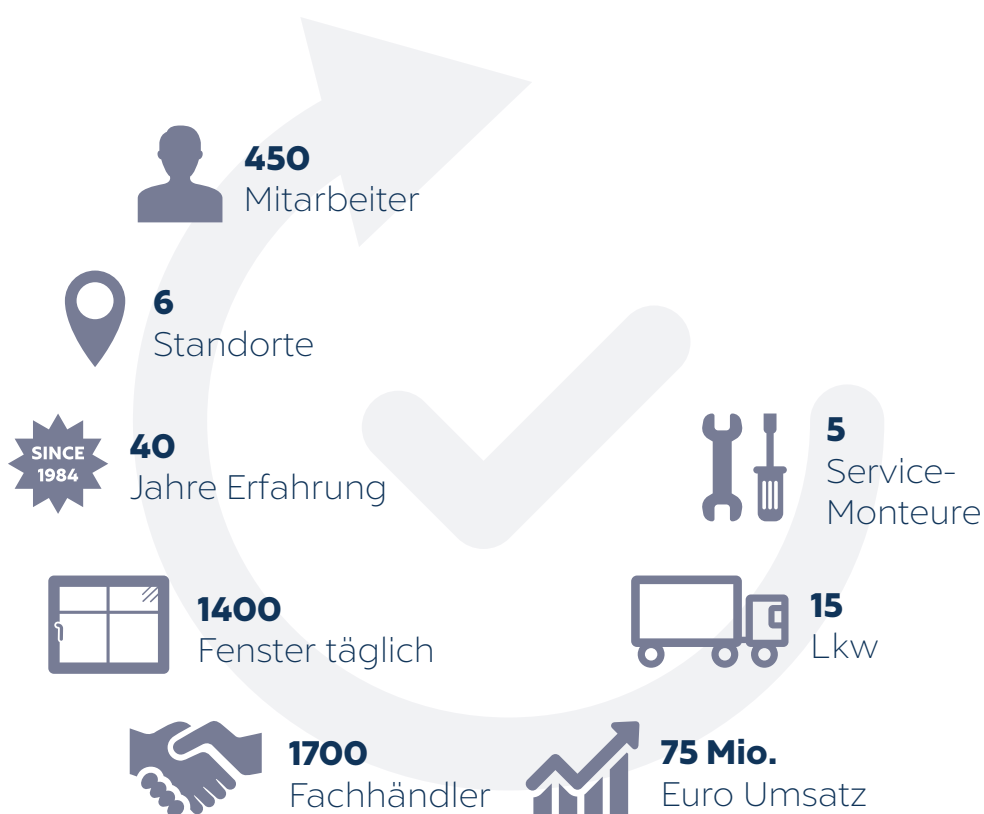 450
Mitarbeiter
6
Standorte
SINCE
1984
40
Jahre Erfahrung
5
Service-
Monteure
1400
Fenster täglich
15
Lkw
1700
Fachhändler
75 Mio.
Euro Umsatz